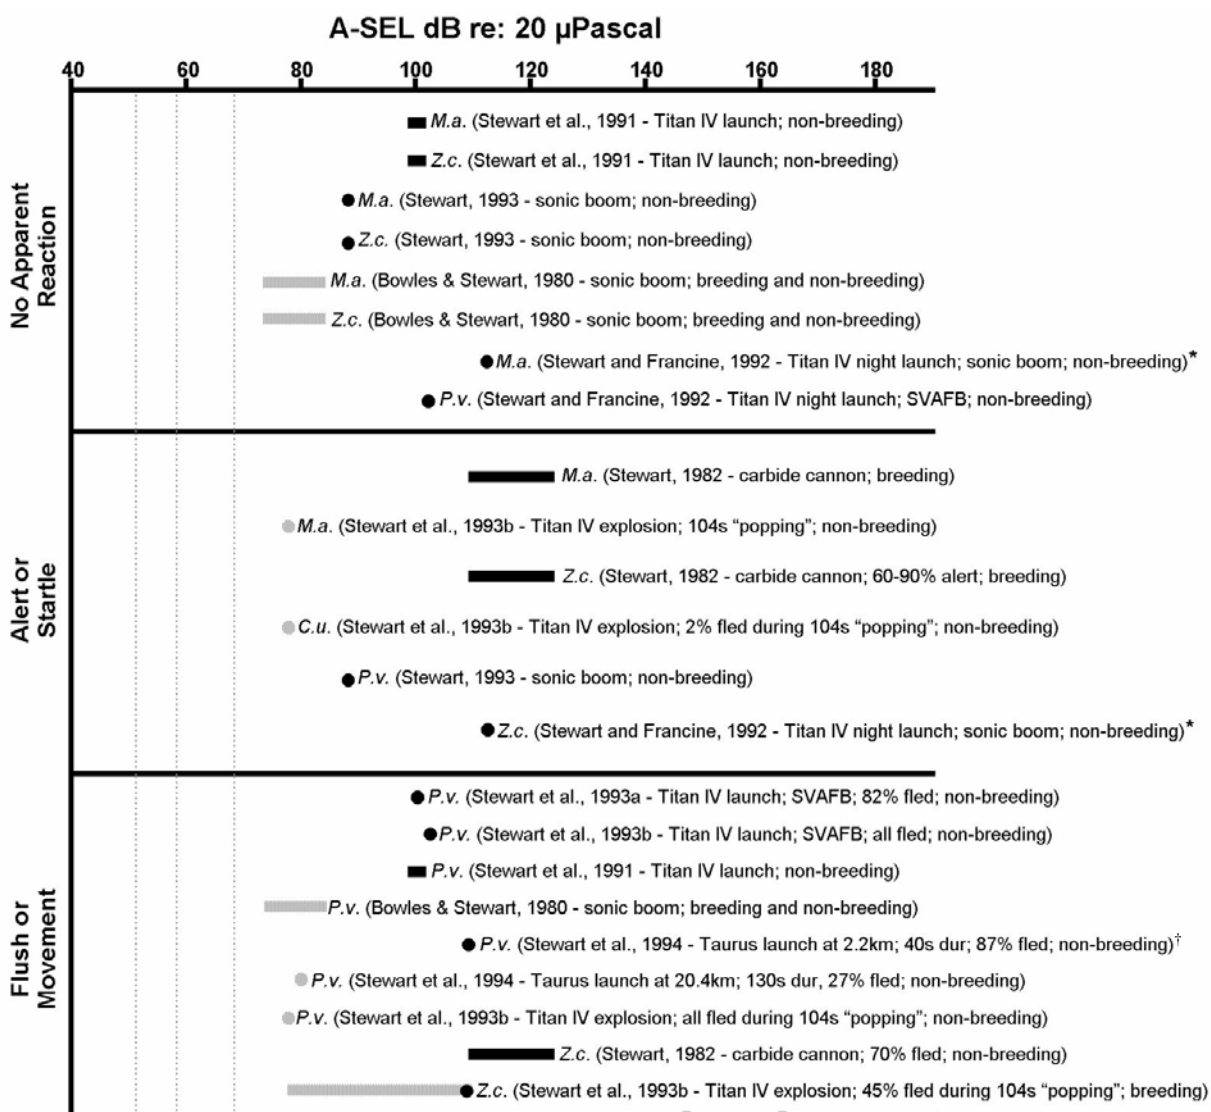 A-SEL dB re: 20 µPascal
40 60 80 100 120 140 160 180
No Apparent
Reaction
M.a. (Stewart et al., 1991 - Titan IV launch; non-breeding)
Z.c. (Stewart et al., 1991 - Titan IV launch; non-breeding)
M.a. (Stewart, 1993 - sonic boom; non-breeding)
Z.c. (Stewart, 1993 - sonic boom; non-breeding)
M.a. (Bowles & Stewart, 1980 - sonic boom; breeding and non-breeding)
Z.c. (Bowles & Stewart, 1980 - sonic boom; breeding and non-breeding)
M.a. (Stewart and Francine, 1992 - Titan IV night launch; sonic boom; non-breeding)*
P.v. (Stewart and Francine, 1992 - Titan IV night launch; SVAFB; non-breeding)
Alert or
Startle
M.a. (Stewart, 1982 - carbide cannon; breeding)
M.a. (Stewart et al., 1993b - Titan IV explosion; 104s “popping”; non-breeding)
Z.c. (Stewart, 1982 - carbide cannon; 60-90% alert; breeding)
C.u. (Stewart et al., 1993b - Titan IV explosion; 2% fled during 104s “popping”; non-breeding)
P.v. (Stewart, 1993 - sonic boom; non-breeding)
Z.c. (Stewart and Francine, 1992 - Titan IV night launch; sonic boom; non-breeding)*
Flush or
Movement
P.v. (Stewart et al., 1993a - Titan IV launch; SVAFB; 82% fled; non-breeding)
P.v. (Stewart et al., 1993b - Titan IV launch; SVAFB; all fled; non-breeding)
P.v. (Stewart et al., 1991 - Titan IV launch; non-breeding)
P.v. (Bowles & Stewart, 1980 - sonic boom; breeding and non-breeding)
P.v. (Stewart et al., 1994 - Taurus launch at 2.2km; 40s dur; 87% fled; non-breeding)†
P.v. (Stewart et al., 1994 - Taurus launch at 20.4km; 130s dur, 27% fled; non-breeding)
P.v. (Stewart et al., 1993b - Titan IV explosion; all fled during 104s “popping”; non-breeding)
Z.c. (Stewart, 1982 - carbide cannon; 70% fled; non-breeding)
Z.c. (Stewart et al., 1993b - Titan IV explosion; 45% fled during 104s “popping”; breeding)